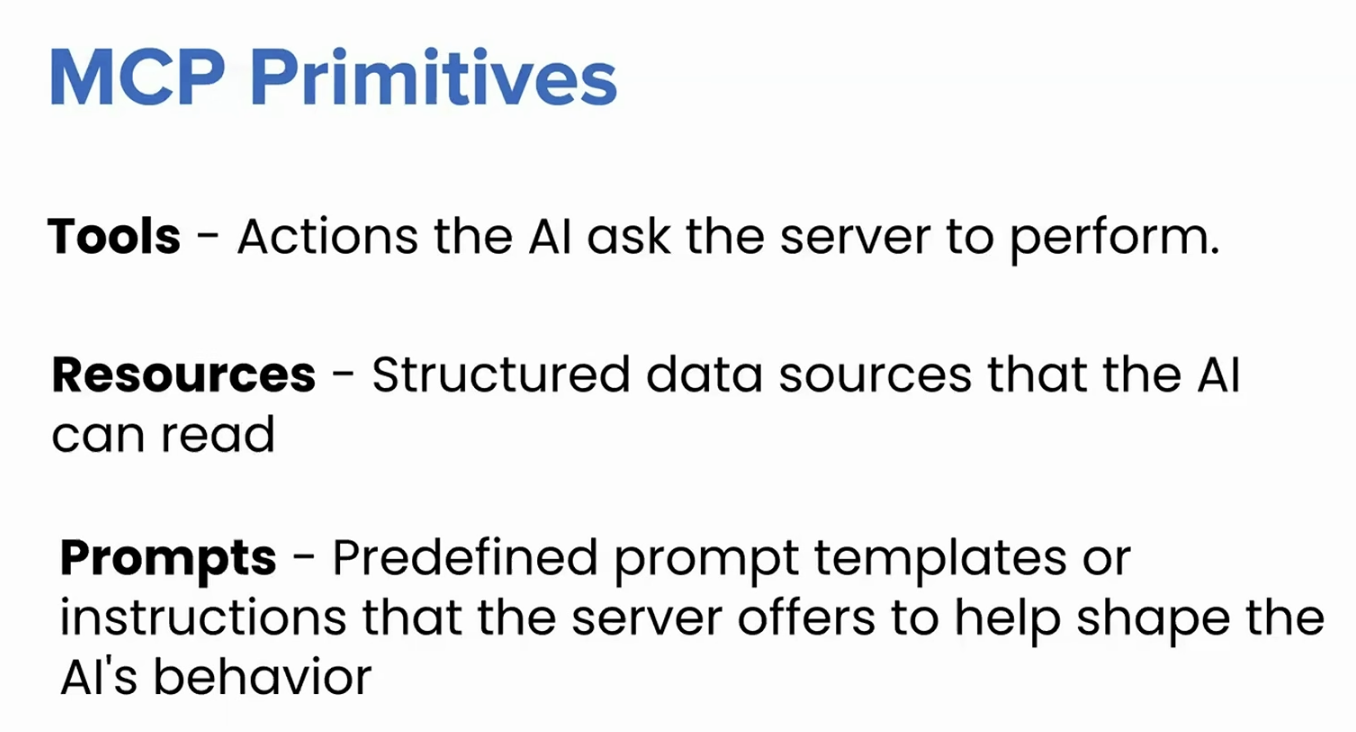 MCP Primitives
Tools - Actions the AI ask the server to perform.
Resources - Structured data sources that the AI
can read
Prompts - Predefined prompt templates or
instructions that the server offers to help shape the
AI's behavior